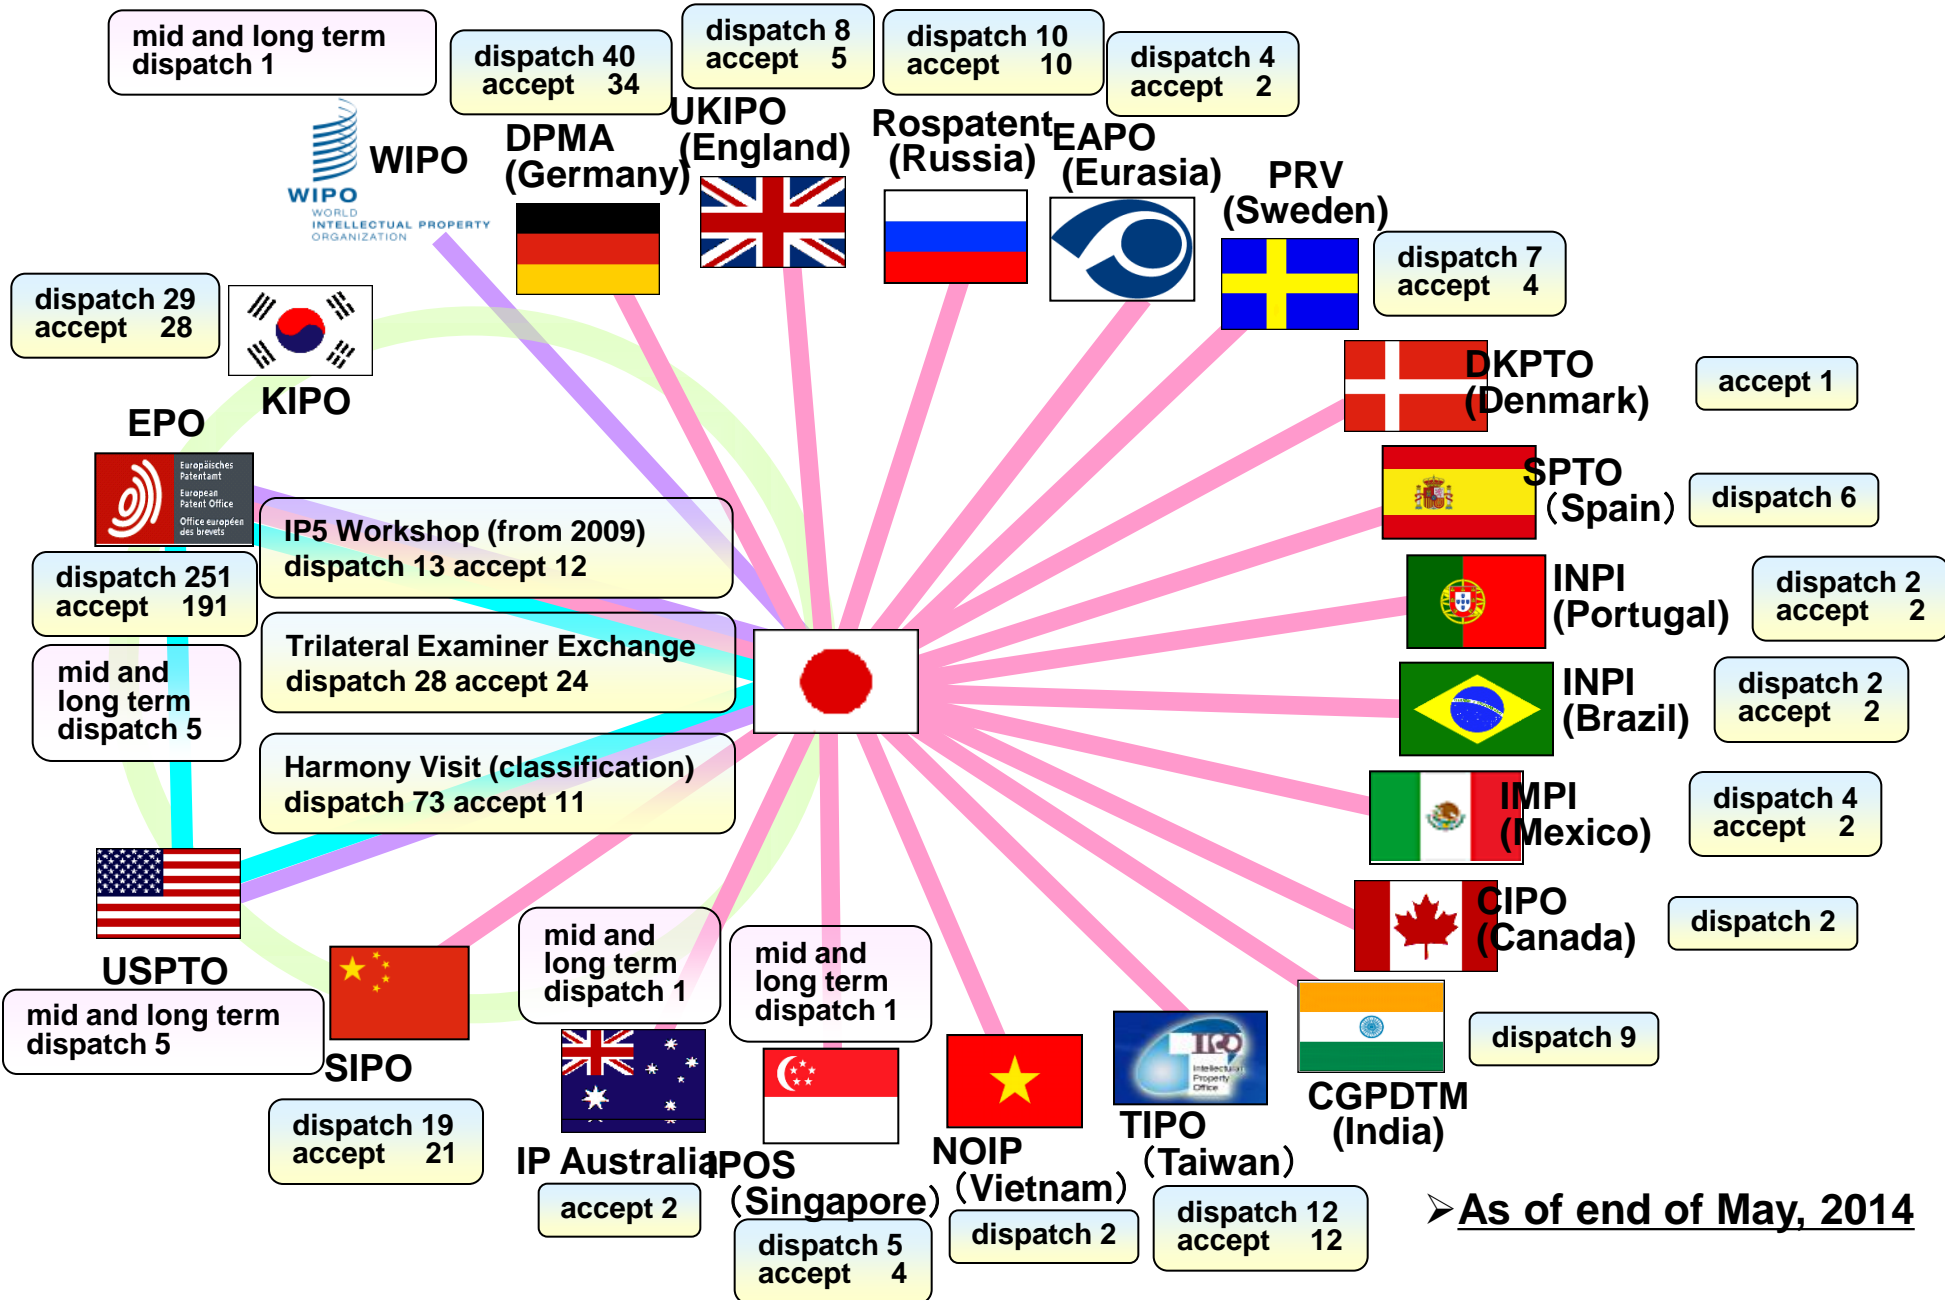 mid and long term
dispatch 1
dispatch 40
accept 34
dispatch 8
accept 5
dispatch 10
accept 10
dispatch 4
accept 2
WIPO
WIPO
WORLD
INTELLECTUAL PROPERTY
ORGANIZATION
DPMA
(Germany)
UKIPO
(England)
Rospatent
(Russia)
EAPO
(Eurasia)
PRV
(Sweden)
dispatch 7
accept 4
dispatch 29
accept 28
KIPO
DKPTO
(Denmark)
accept 1
EPO
Europäisches
Patentamt
European
Patent Office
Office européen
des brevets
SPTO
（Spain）
dispatch 6
IP5 Workshop (from 2009)
dispatch 13 accept 12
dispatch 251
accept 191
INPI
(Portugal)
dispatch 2
accept 2
Trilateral Examiner Exchange
dispatch 28 accept 24
mid and
long term
dispatch 5
INPI
(Brazil)
dispatch 2
accept 2
Harmony Visit (classification)
dispatch 73 accept 11
IMPI
(Mexico)
dispatch 4
accept 2
CIPO
(Canada)
dispatch 2
USPTO
mid and long term
dispatch 5
mid and
long term
dispatch 1
mid and
long term
dispatch 1
SIPO
dispatch 19
accept 21
IP Australia
accept 2
IPOS
（Singapore）
dispatch 5
accept 4
NOIP
（Vietnam）
dispatch 2
TIPO
Intellectual
Property
Office
TIPO
（Taiwan）
dispatch 12
accept 12
CGPDTM
(India)
dispatch 9
➢As of end of May, 2014